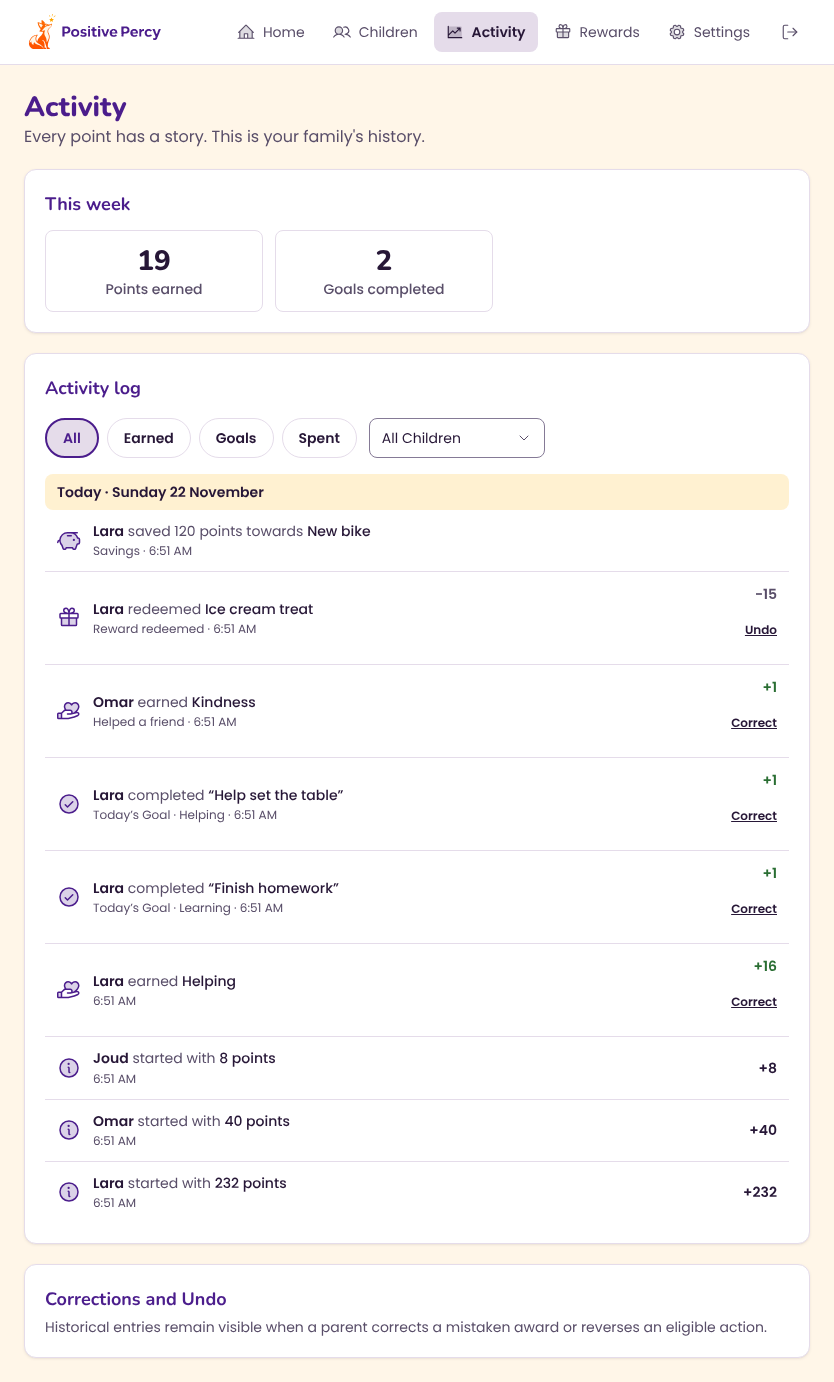 Positive Percy
Home
Children
Activity
Rewards
Settings
Activity
Every point has a story. This is your family's history.
This week
19
Points earned
2
Goals completed
Activity log
All
Earned
Goals
Spent
All Children
Today · Sunday 22 November
Lara saved 120 points towards New bike
Savings · 6:51 AM
Lara redeemed Ice cream treat
Reward redeemed · 6:51 AM
-15
Undo
Omar earned Kindness
Helped a friend · 6:51 AM
+1
Correct
Lara completed “Help set the table”
Today’s Goal · Helping · 6:51 AM
+1
Correct
Lara completed “Finish homework”
Today’s Goal · Learning · 6:51 AM
+1
Correct
Lara earned Helping
6:51 AM
+16
Correct
Joud started with 8 points
6:51 AM
+8
Omar started with 40 points
6:51 AM
+40
Lara started with 232 points
6:51 AM
+232
Corrections and Undo
Historical entries remain visible when a parent corrects a mistaken award or reverses an eligible action.